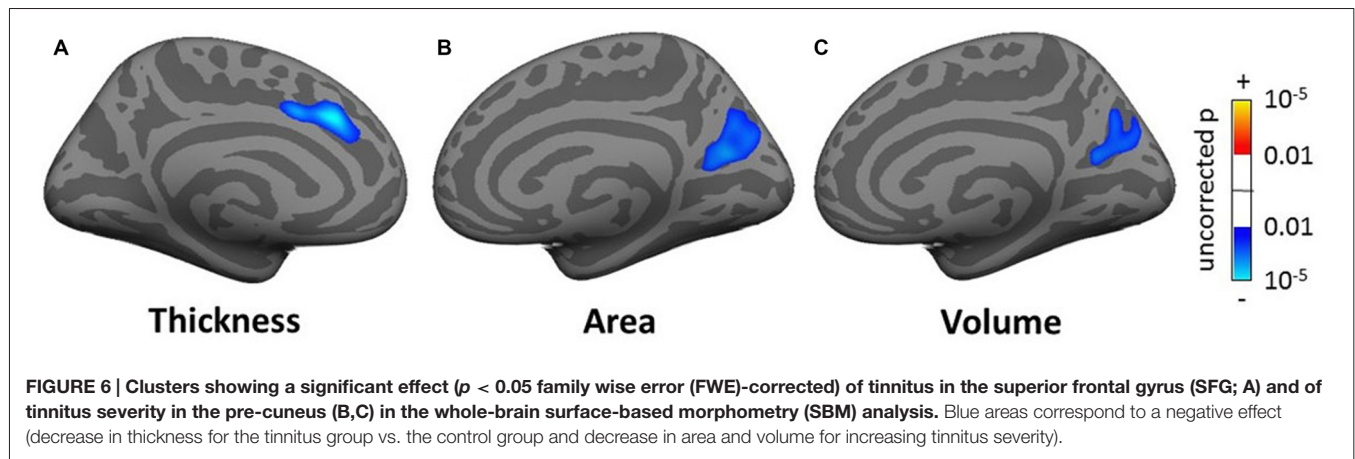 A
B
C
+
10-5
0.01
0.01
10-5
-
uncorrected p
Thickness
Area
Volume
FIGURE 6 | Clusters showing a significant effect (p < 0.05 family wise error (FWE)-corrected) of tinnitus in the superior frontal gyrus (SFG; A) and of
tinnitus severity in the pre-cuneus (B,C) in the whole-brain surface-based morphometry (SBM) analysis. Blue areas correspond to a negative effect
(decrease in thickness for the tinnitus group vs. the control group and decrease in area and volume for increasing tinnitus severity).